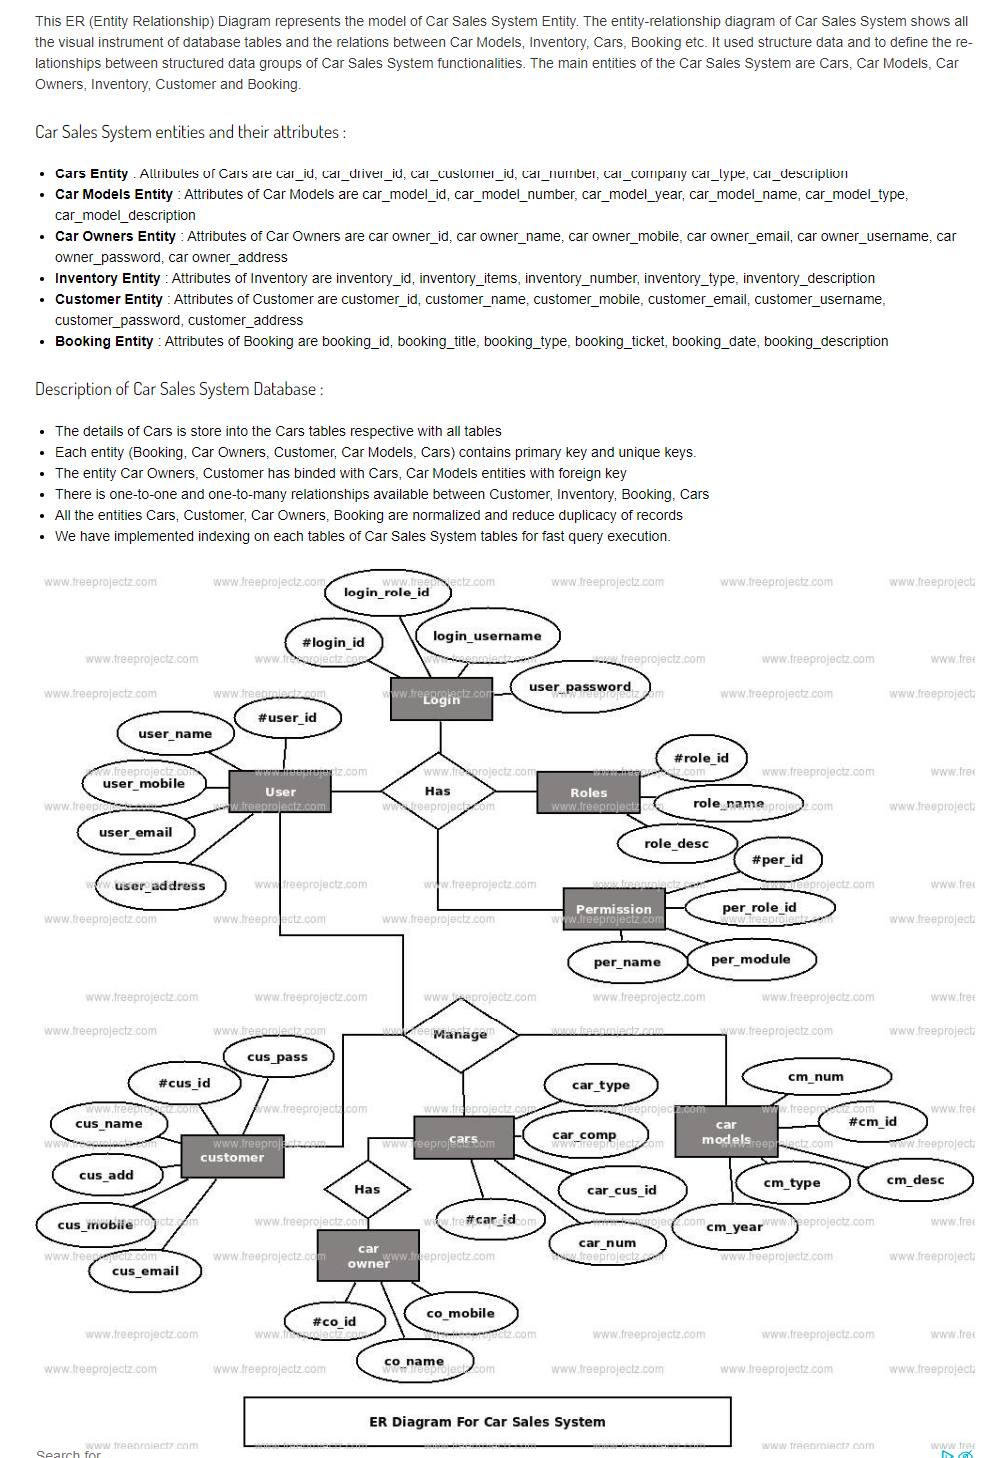 This ER (Entity Relationship) Diagram represents the model of Car Sales System Entity. The entity-relationship diagram of Car Sales System shows all
the visual instrument of database tables and the relations between Car Models, Inventory, Cars, Booking etc. It used structure data and to define the re-
lationships between structured data groups of Car Sales System functionalities. The main entities of the Car Sales System are Cars, Car Models, Car
Owners, Inventory, Customer and Booking.
Car Sales System entities and their attributes :
• Cars Entity : Attributes of Cars are car_id, car_driver_id, car_customer_id, car_number, car_company car_type, car_description
• Car Models Entity : Attributes of Car Models are car_model_id, car_model_number, car_model_year, car_model_name, car_model_type,
car_model_description
• Car Owners Entity : Attributes of Car Owners are car owner_id, car owner_name, car owner_mobile, car owner_email, car owner_username, car
owner_password, car owner_address
• Inventory Entity : Attributes of Inventory are inventory_id, inventory_items, inventory_number, inventory_type, inventory_description
• Customer Entity : Attributes of Customer are customer_id, customer_name, customer_mobile, customer_email, customer_username,
customer_password, customer_address
• Booking Entity : Attributes of Booking are booking_id, booking_title, booking_type, booking_ticket, booking_date, booking_description
Description of Car Sales System Database :
• The details of Cars is store into the Cars tables respective with all tables
• Each entity (Booking, Car Owners, Customer, Car Models, Cars) contains primary key and unique keys.
• The entity Car Owners, Customer has binded with Cars, Car Models entities with foreign key
• There is one-to-one and one-to-many relationships available between Customer, Inventory, Booking, Cars
• All the entities Cars, Customer, Car Owners, Booking are normalized and reduce duplicacy of records
• We have implemented indexing on each tables of Car Sales System tables for fast query execution.
www.freeprojectz.com
login_role_id
#login_id
login_username
user_password
Login
#user_id
user_name
user_mobile
user_email
user_address
User
Has
Roles
#role_id
role_name
role_desc
#per_id
Permission
per_role_id
per_name
per_module
Manage
cus_pass
#cus_id
cus_name
cus_add
cus_mobile
cus_email
customer
cars
car_type
car_comp
car_cus_id
#car_id
car_num
car
models
cm_num
#cm_id
cm_desc
cm_type
cm_year
Has
car
owner
#co_id
co_mobile
co_name
ER Diagram For Car Sales System
Search for